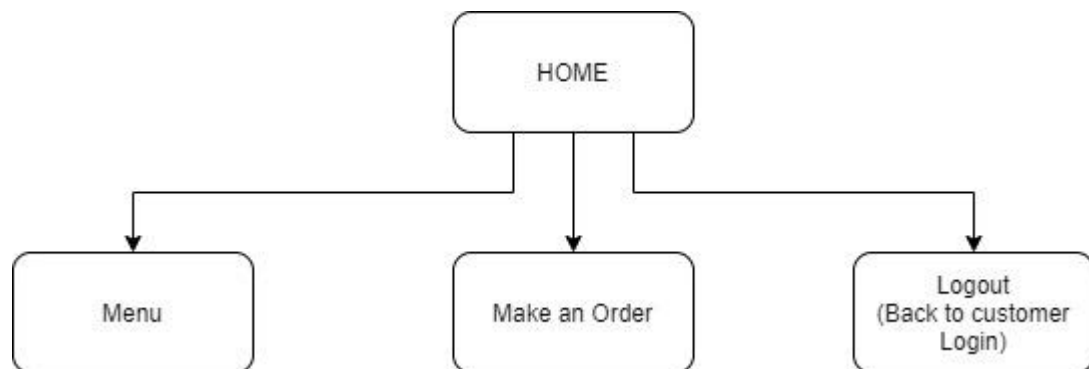 HOME
Menu
Make an Order
Logout
(Back to customer
Login)